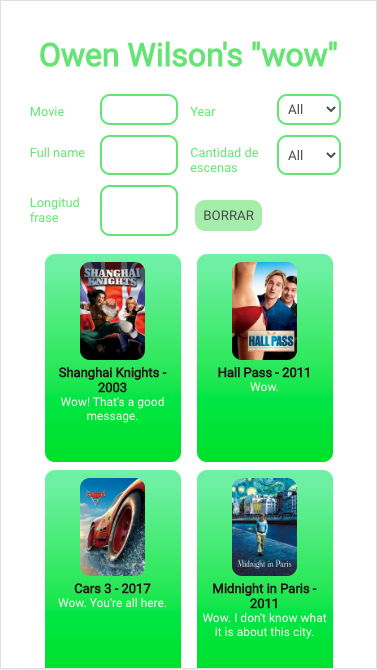 Owen Wilson's "wow"
Movie
Year
All
Full name
Cantidad de
escenas
All
Longitud
frase
BORRAR
SHANGHAI
KNIGHTS
Shanghai Knights -
2003
Wow! That's a good
message.
HALL PASS
Hall Pass - 2011
Wow.
Cars 3 - 2017
Wow. You're all here.
Midnight in Paris
Midnight in Paris -
2011
Wow. I don't know what
it is about this city.